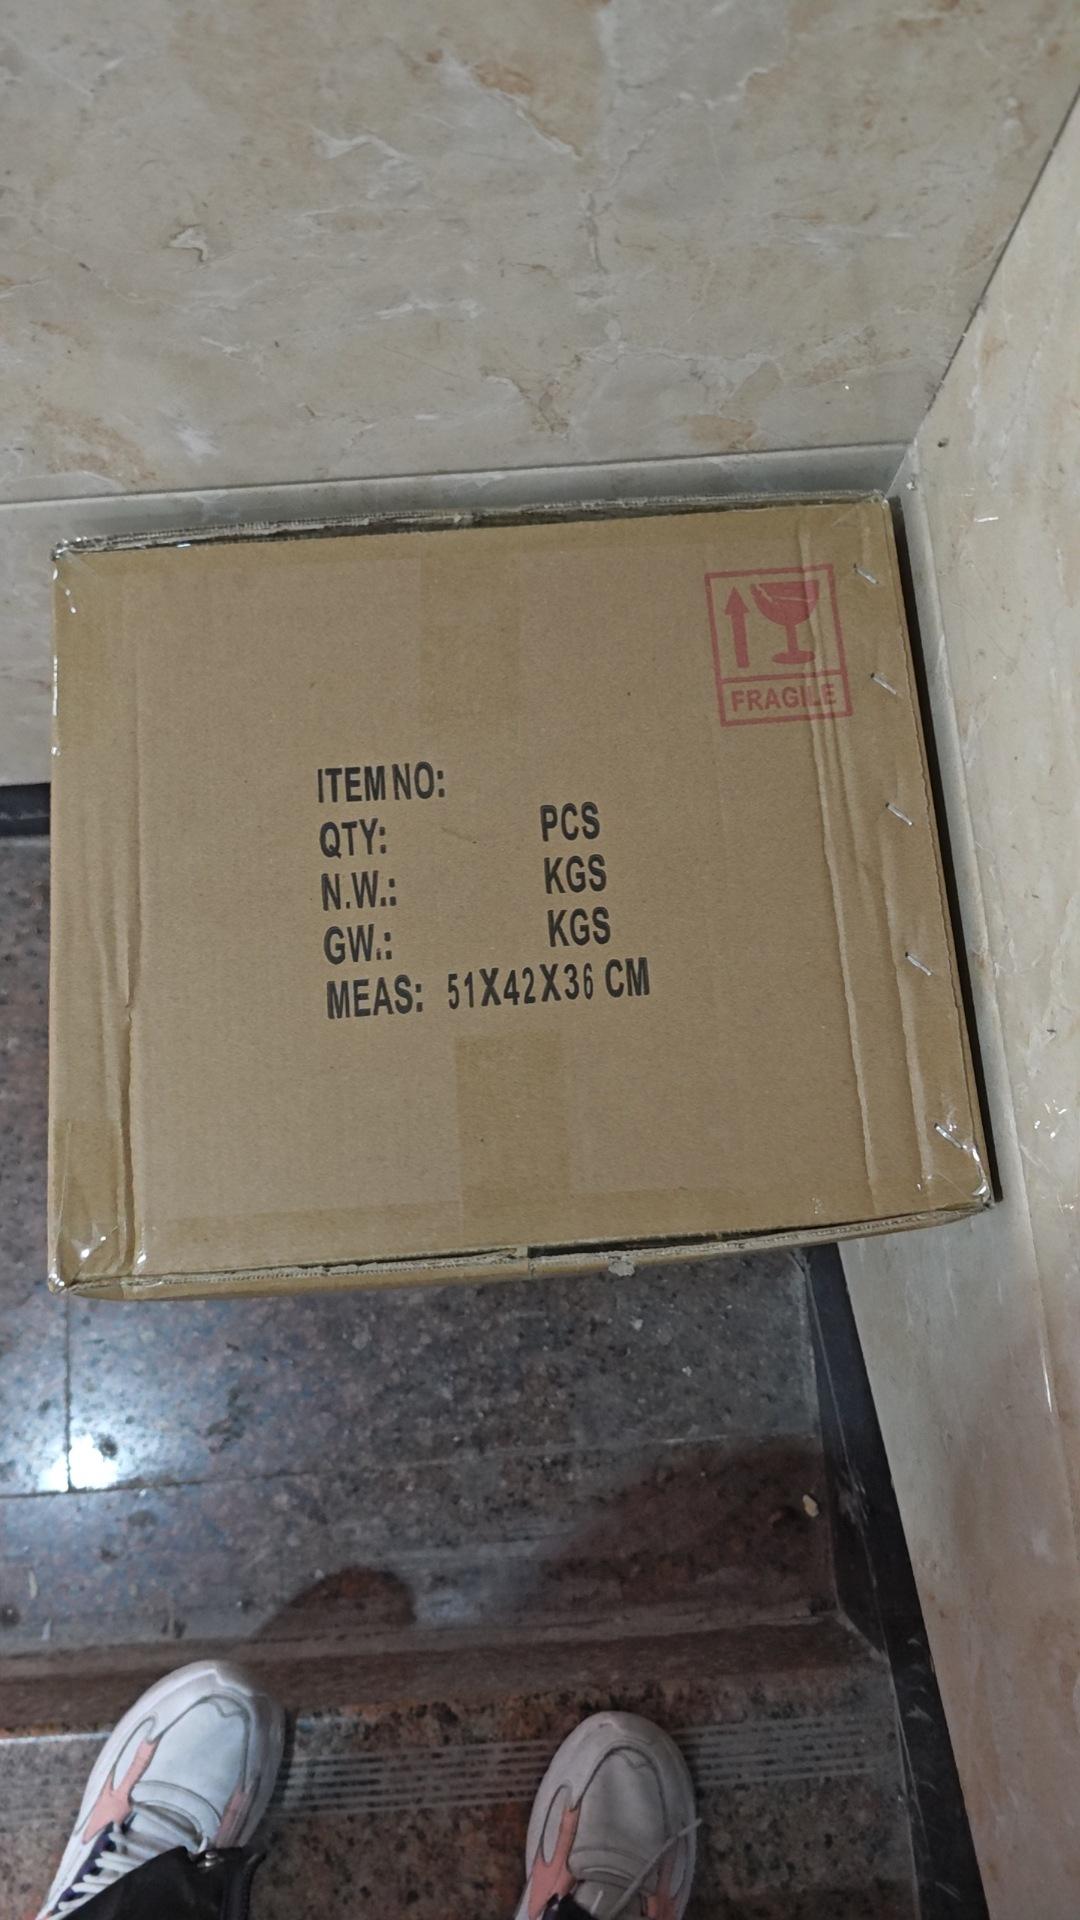 FRAGILE
ITEM NO:
QTY: PCS
N.W.: KGS
GW.: KGS
MEAS: 51X42X36 CM